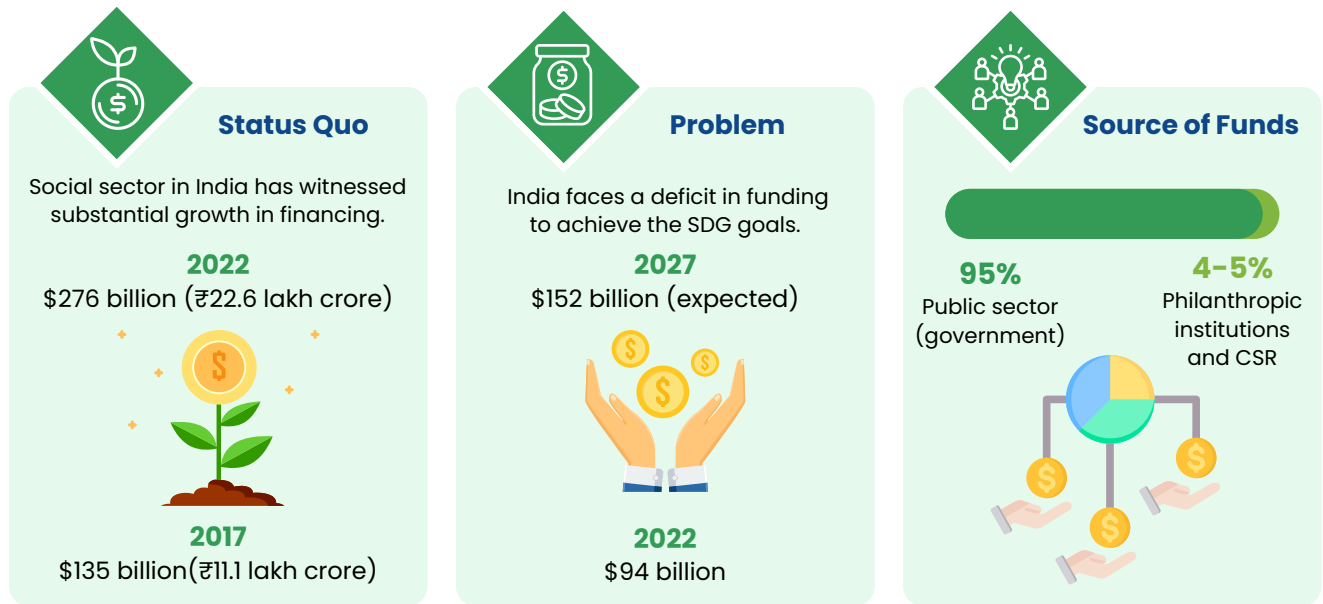 Status Quo
Social sector in India has witnessed
substantial growth in financing.
2022
$276 billion (₹22.6 lakh crore)
2017
$135 billion(₹11.1 lakh crore)
Problem
India faces a deficit in funding
to achieve the SDG goals.
2027
$152 billion (expected)
2022
$94 billion
Source of Funds
95%
Public sector
(government)
4-5%
Philanthropic
institutions
and CSR